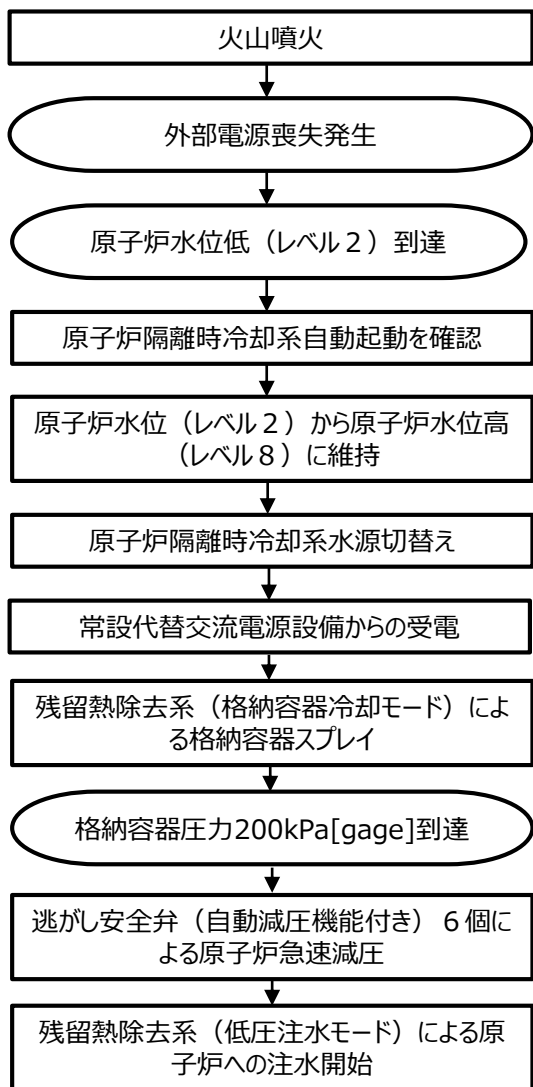 火山噴火
外部電源喪失発生
原子炉水位低（レベル２）到達
原子炉隔離時冷却系自動起動を確認
原子炉水位（レベル２）から原子炉水位高
（レベル８）に維持
原子炉隔離時冷却系水源切替え
常設代替交流電源設備からの受電
残留熱除去系（格納容器冷却モード）によ
る格納容器スプレイ
格納容器圧力200kPa[gage]到達
逃がし安全弁（自動減圧機能付き）６個に
よる原子炉急速減圧
残留熱除去系（低圧注水モード）による原
子炉への注水開始